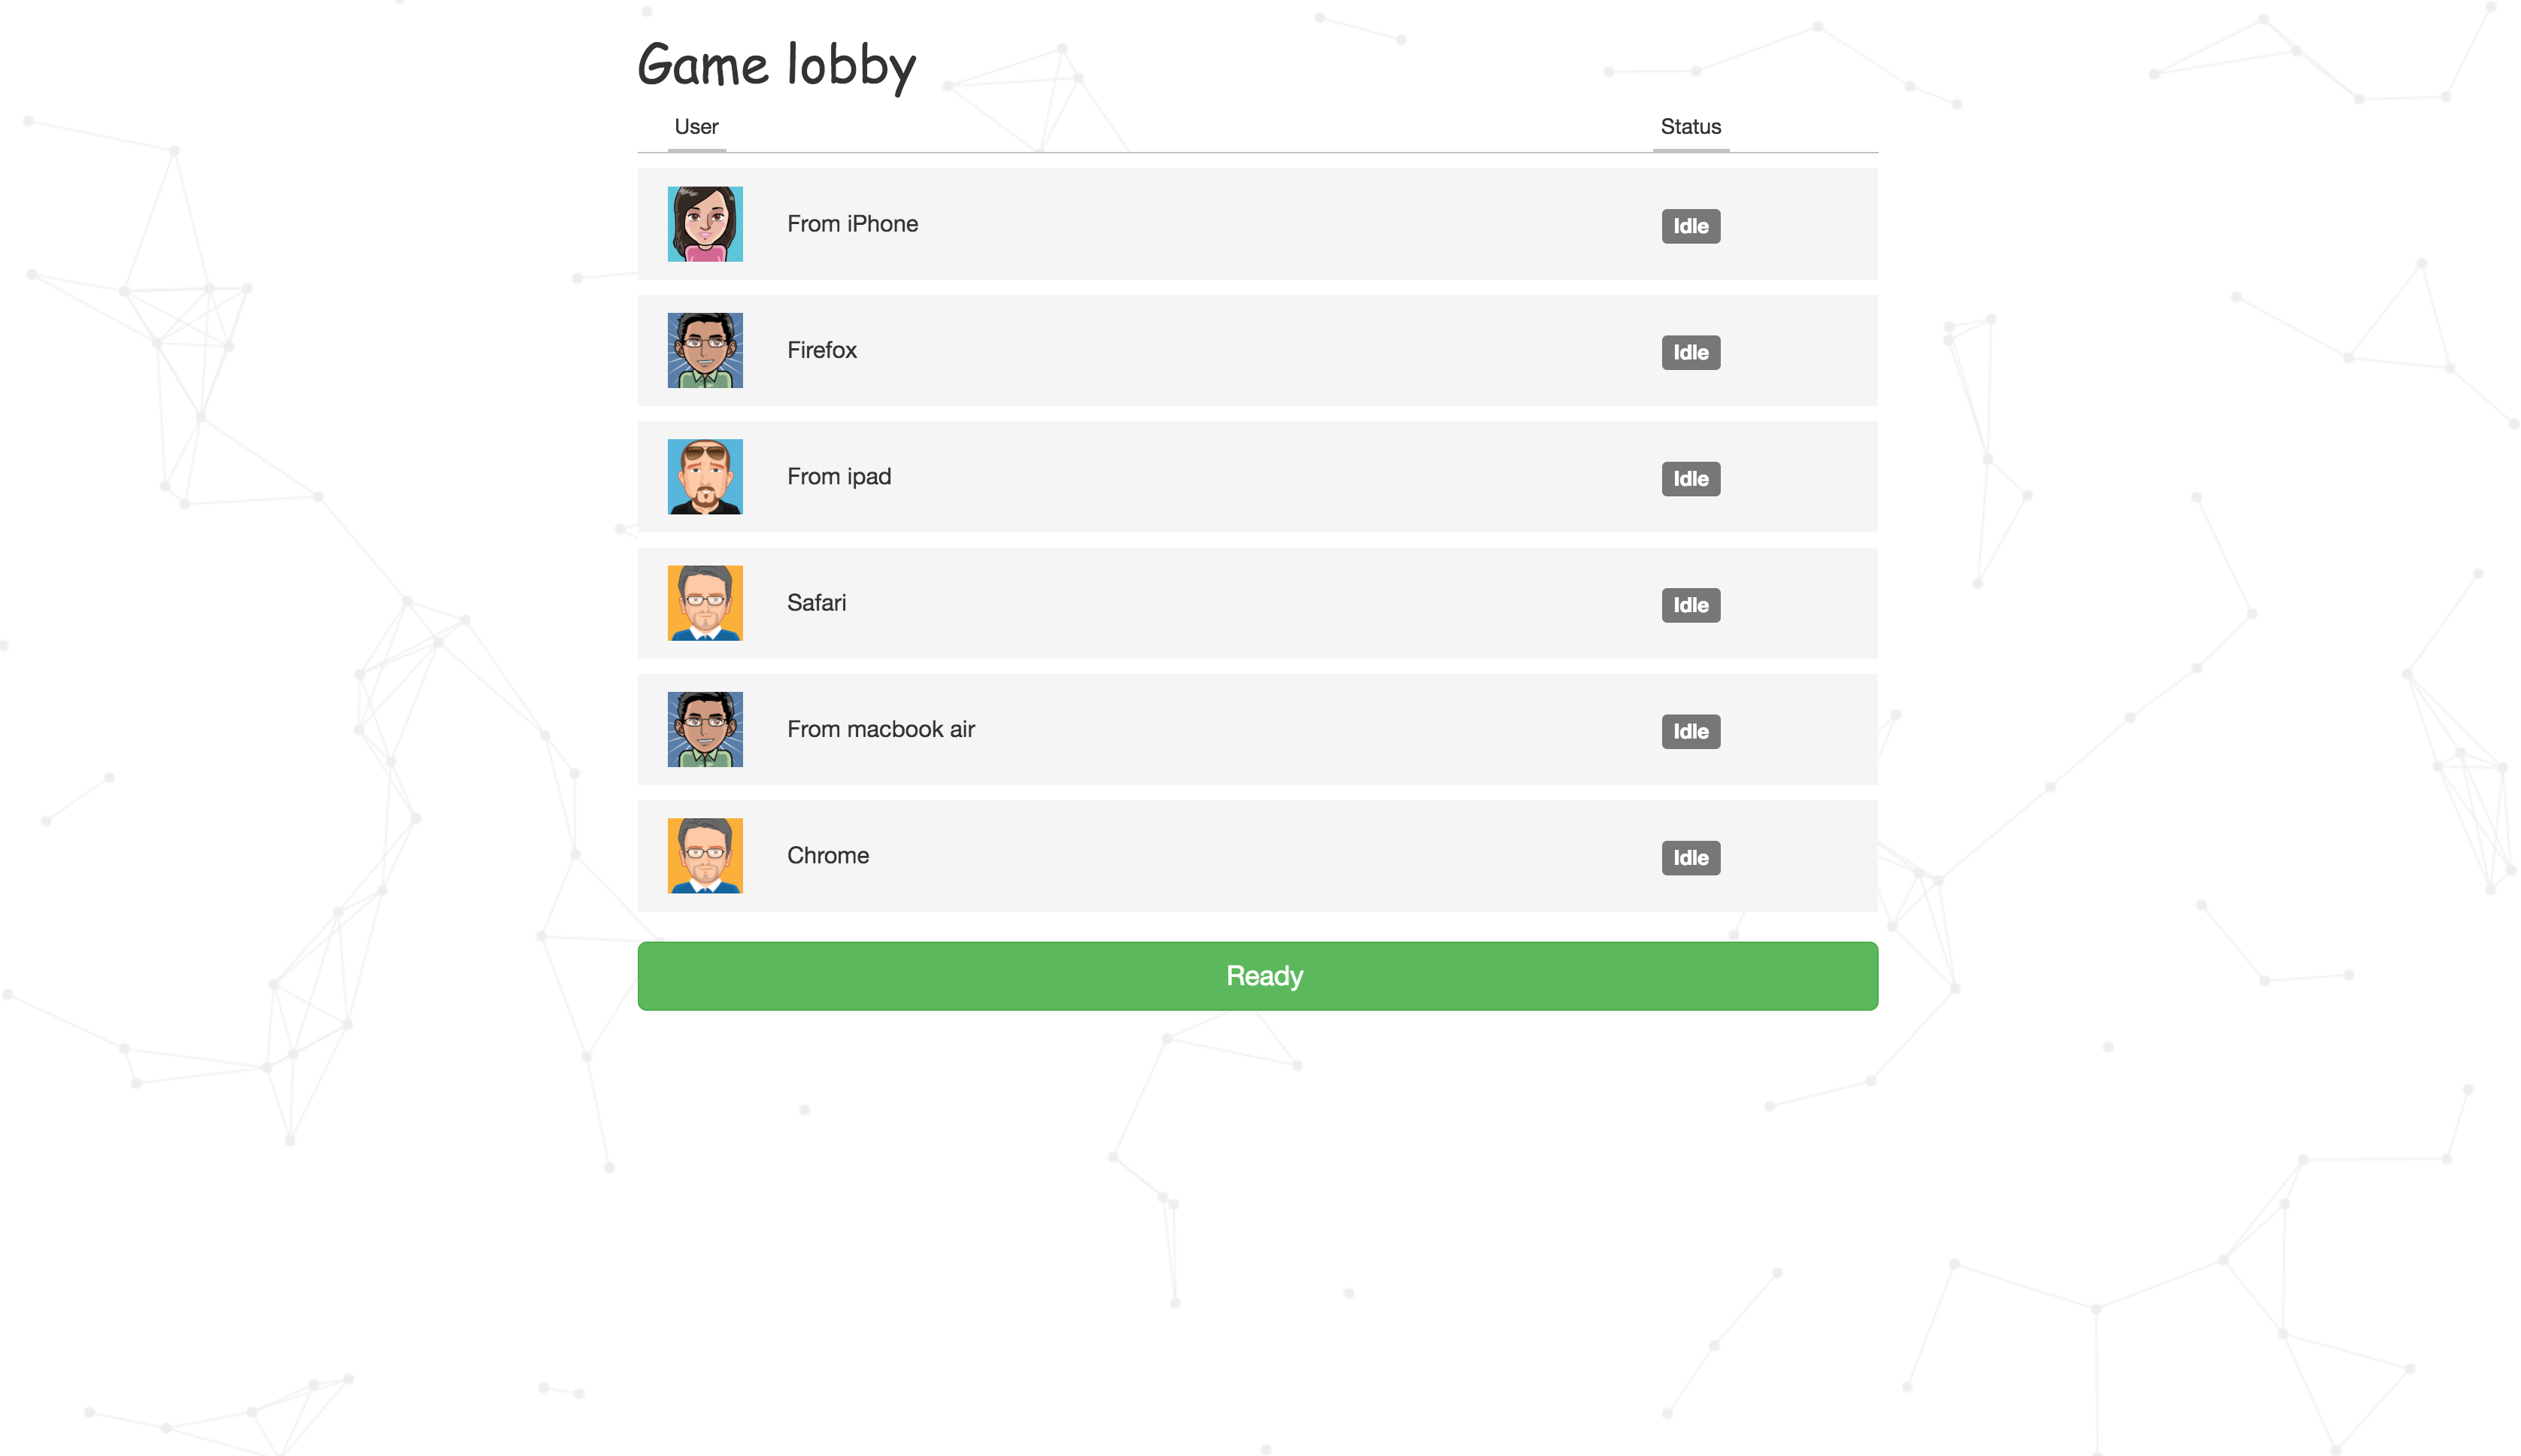 Game lobby
User Status
From iPhone Idle
Firefox Idle
From ipad Idle
Safari Idle
From macbook air Idle
Chrome Idle
Ready